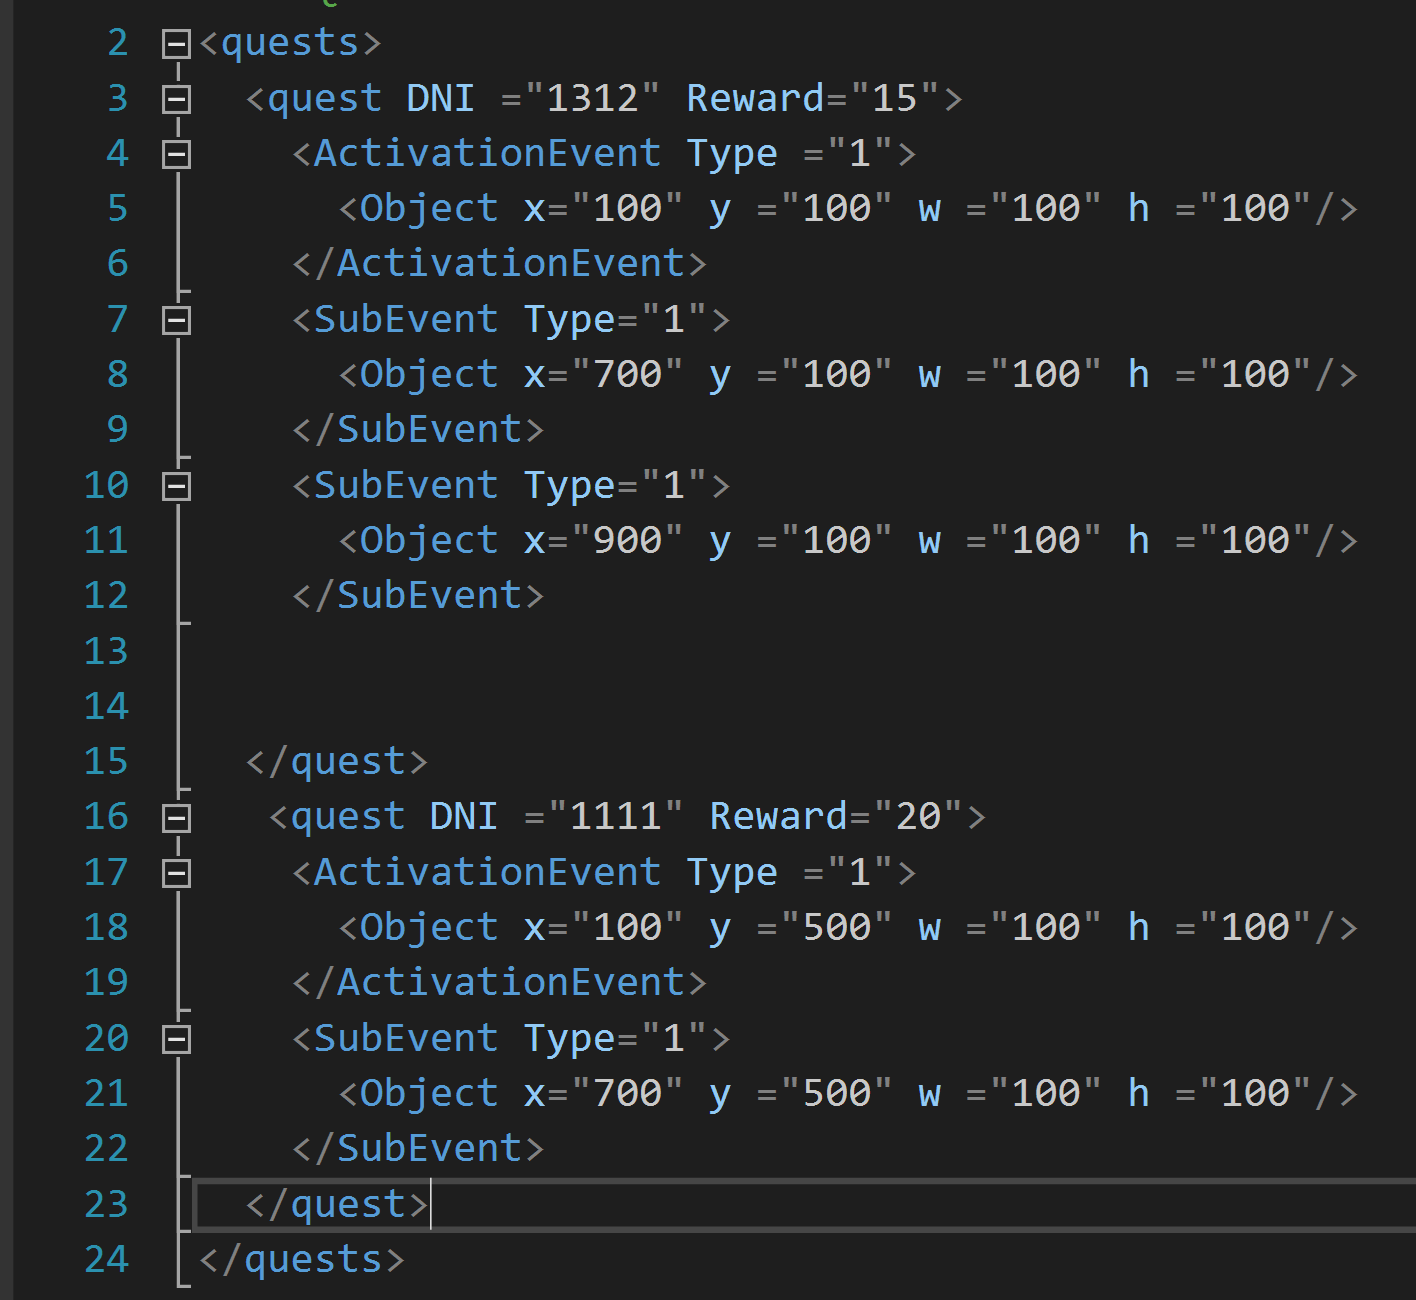 2 <quests>
3 <quest DNI ="1312" Reward="15">
4 <ActivationEvent Type ="1">
5 <Object x="100" y ="100" w ="100" h ="100"/>
6 </ActivationEvent>
7 <SubEvent Type="1">
8 <Object x="700" y ="100" w ="100" h ="100"/>
9 </SubEvent>
10 <SubEvent Type="1">
11 <Object x="900" y ="100" w ="100" h ="100"/>
12 </SubEvent>
13
14
15 </quest>
16 <quest DNI ="1111" Reward="20">
17 <ActivationEvent Type ="1">
18 <Object x="100" y ="500" w ="100" h ="100"/>
19 </ActivationEvent>
20 <SubEvent Type="1">
21 <Object x="700" y ="500" w ="100" h ="100"/>
22 </SubEvent>
23 </quest>
24 </quests>